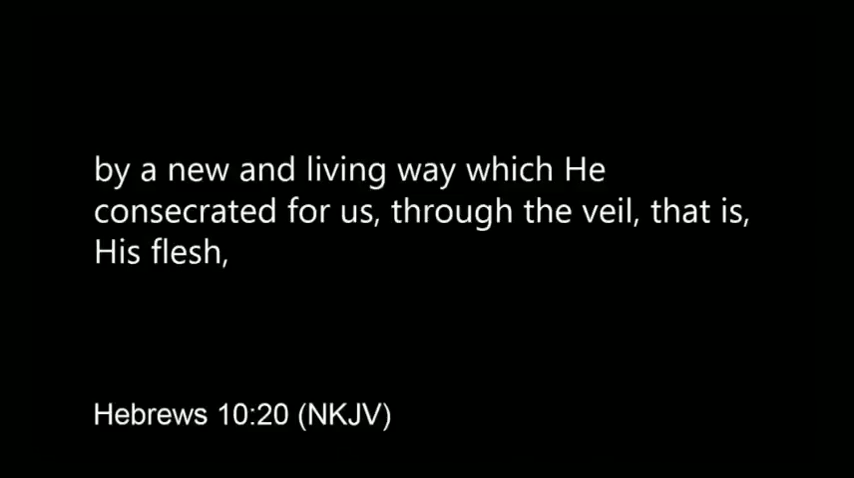 by a new and living way which He
consecrated for us, through the veil, that is,
His flesh,
Hebrews 10:20 (NKJV)